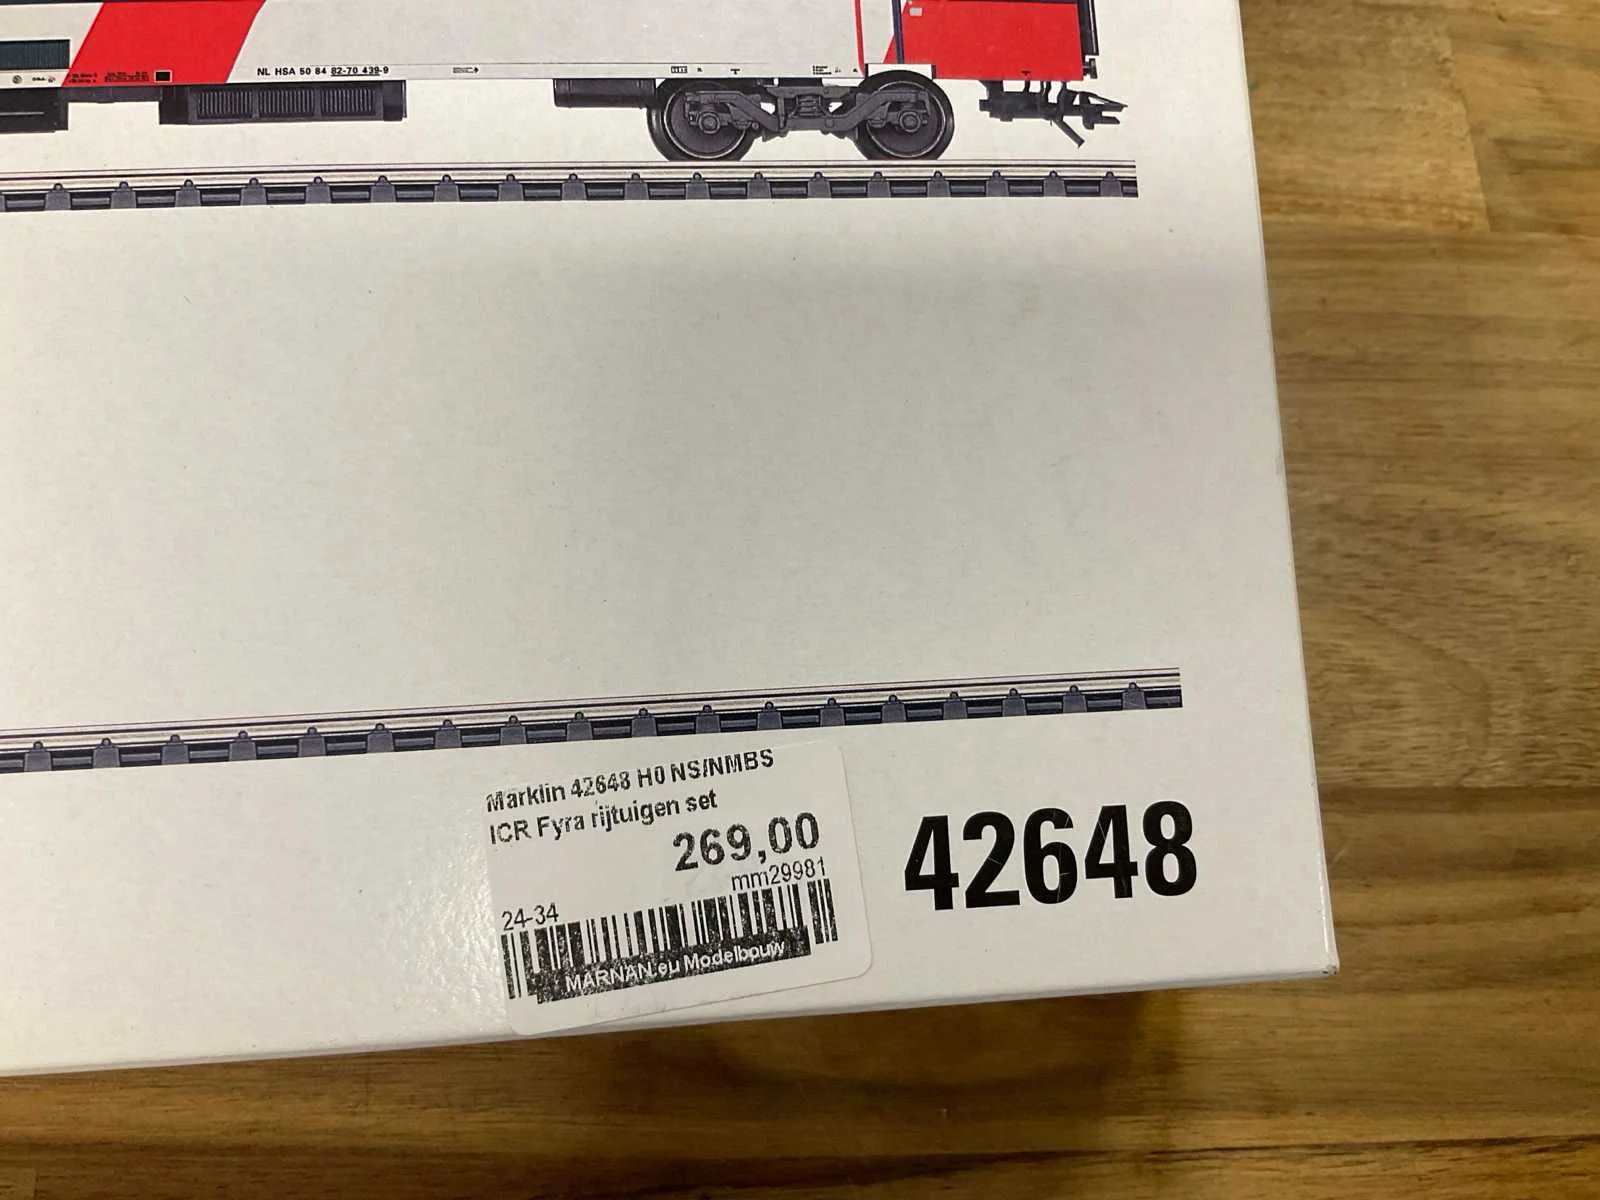 NL HSA 50 84 82-70 439-9
Marklin 42648 H0 NS/NMBS
ICR Fyra rijtuigen set
269,00
mm29981
24-34
MARNAN.eu Modelbouw
42648